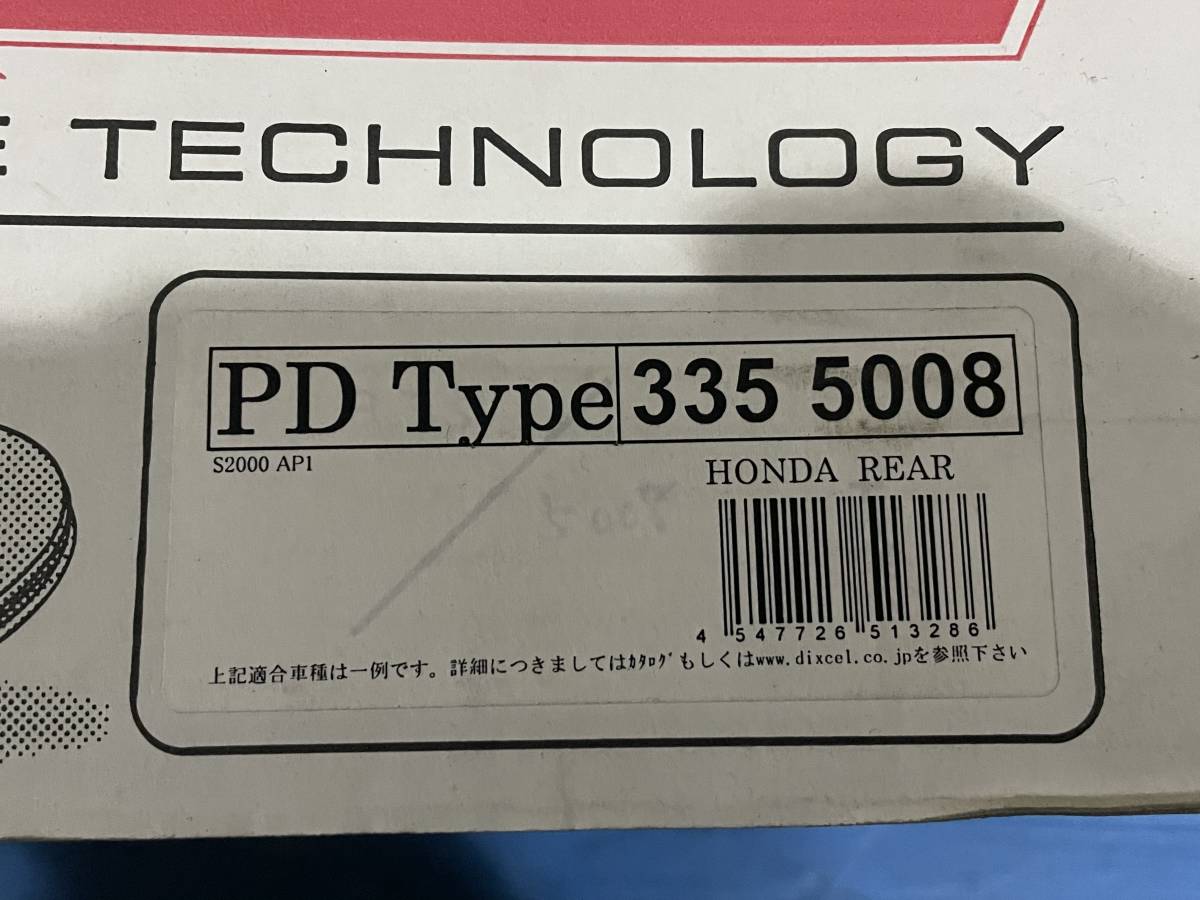 TECHNOLOGY
PD Type 335 5008
S2000 AP1
HONDA REAR
4 547726 513286
上記適合車種は一例です。詳細につきましてはｶﾀﾛｸﾞもしくはwww.dixcel.co.jpを参照下さい